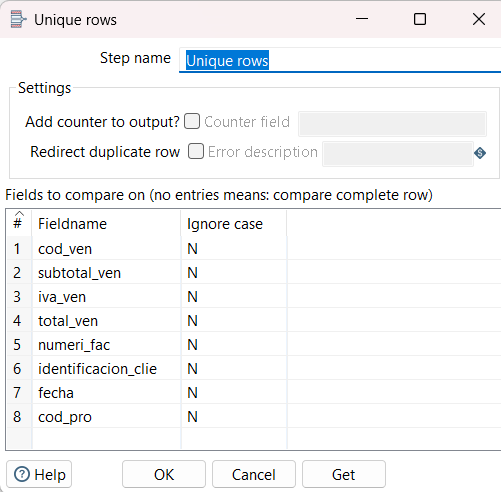 Unique rows
Step name Unique rows
Settings
Add counter to output? Counter field
Redirect duplicate row Error description S
Fields to compare on (no entries means: compare complete row)
# Fieldname Ignore case
1 cod_ven N
2 subtotal_ven N
3 iva_ven N
4 total_ven N
5 numeri_fac N
6 identificacion_clie N
7 fecha N
8 cod_pro N
? Help OK Cancel Get